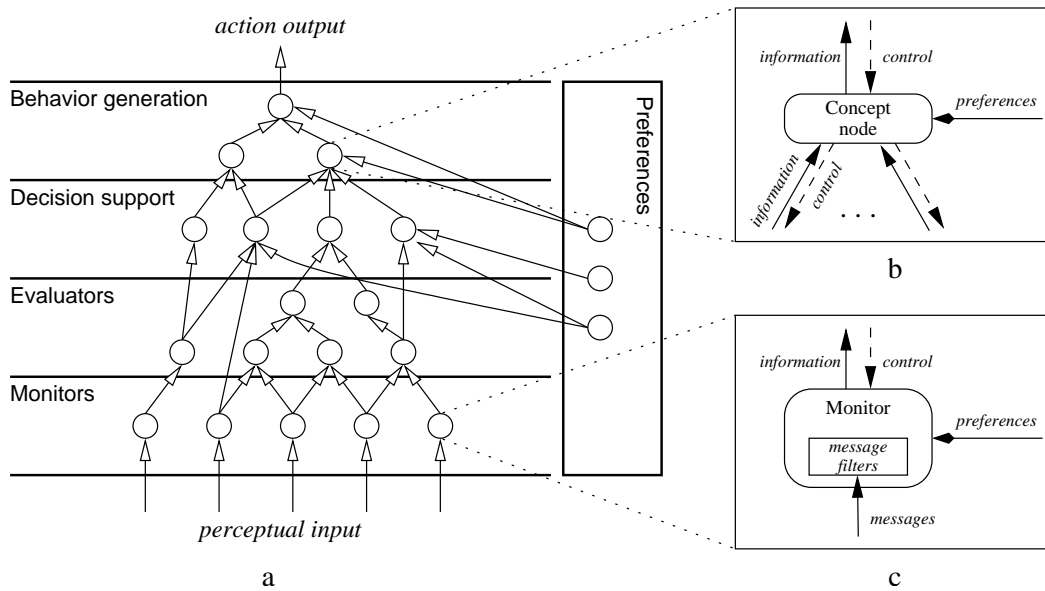 action output
Behavior generation
Decision support
Evaluators
Monitors
perceptual input
a
Preferences
information
control
Concept
node
preferences
information
control
. . .
b
information
control
Monitor
preferences
message
filters
messages
c